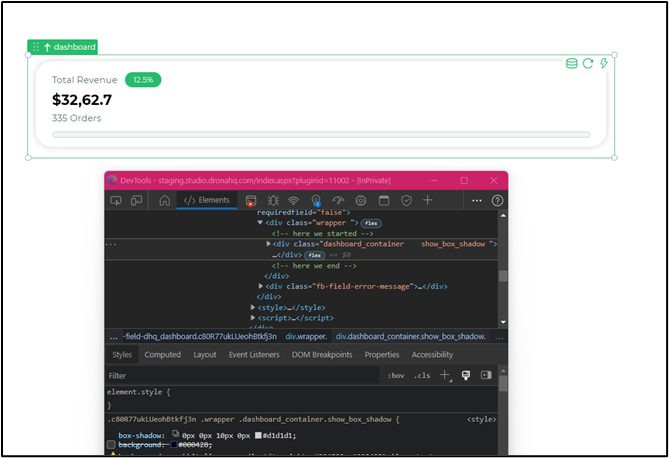 dashboard
Total Revenue 12.5%
$32,62.7
335 Orders
DevTools - staging.studio.dronahq.com/index.aspx?pluginid=11002 - [InPrivate]
Elements
requiredfield="false">
<div class="wrapper "> flex
<!-- here we started -->
<div class="dashboard_container show_box_shadow ">
…</div> flex == $0
<!-- here we end -->
</div>
<div class="fb-field-error-message">…</div>
</div>
<style>…</style>
<script>…</script>
</div>
... -field-dhq_dashboard.c80R77ukLUeohBtkfj3n div.wrapper. div.dashboard_container.show_box_shadow. ...
Styles Computed Layout Event Listeners DOM Breakpoints Properties Accessibility
Filter :hov .cls
element.style {
}
.c80R77ukLUeohBtkfj3n .wrapper .dashboard_container.show_box_shadow { <style>
box-shadow: 0px 0px 10px 0px #d1d1d1;
background: #00042B;